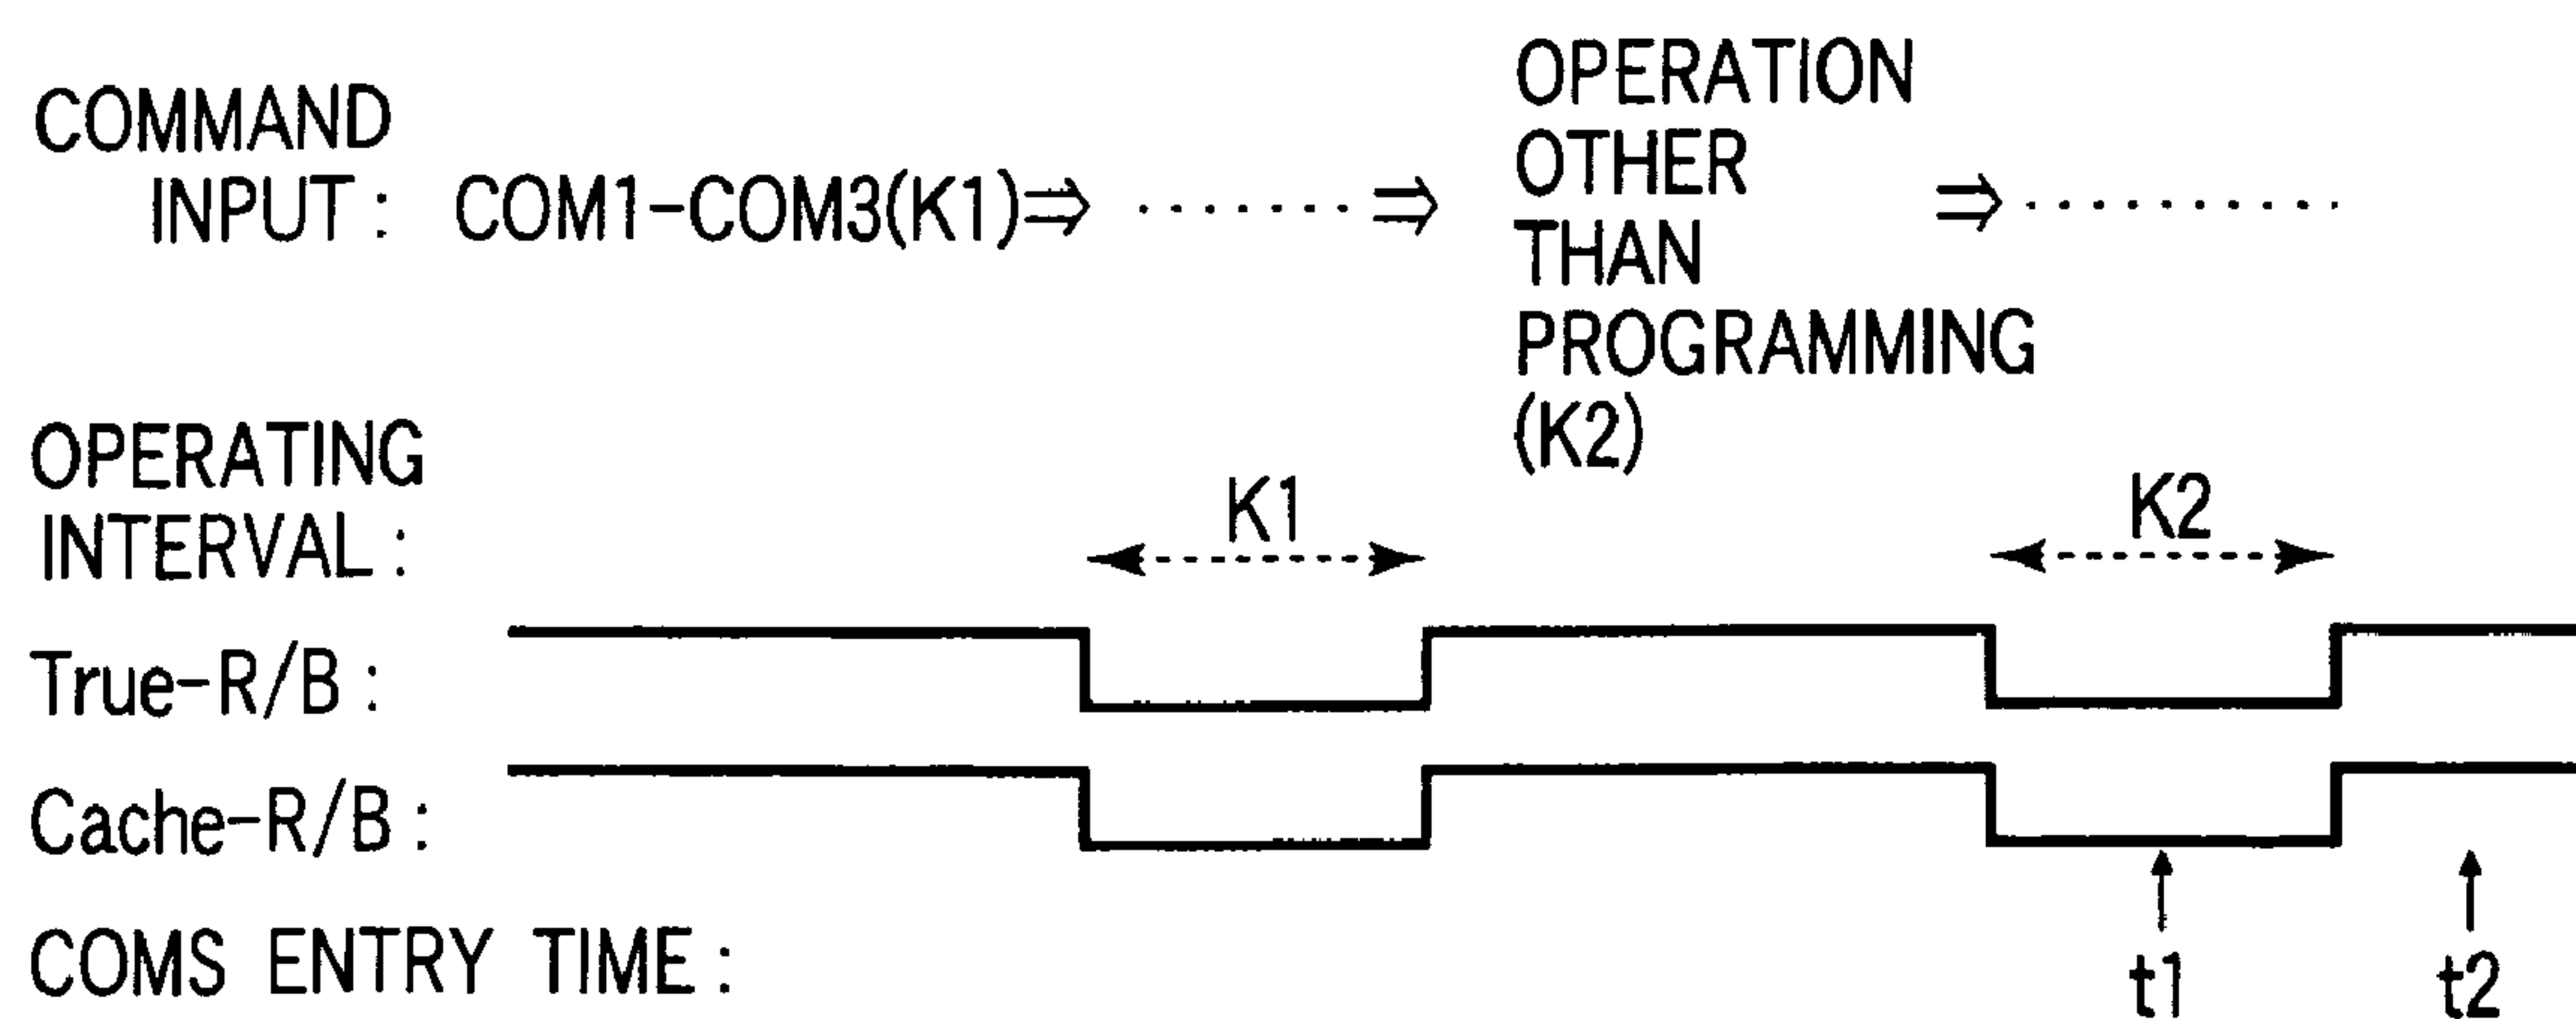 COMMAND
INPUT : COM1-COM3(K1)⇒ ······· ⇒ OPERATION
OTHER
THAN
PROGRAMMING
(K2) ⇒ ··········
OPERATING
INTERVAL :
K1
K2
True-R/B :
Cache-R/B :
COMS ENTRY TIME :
t1
t2